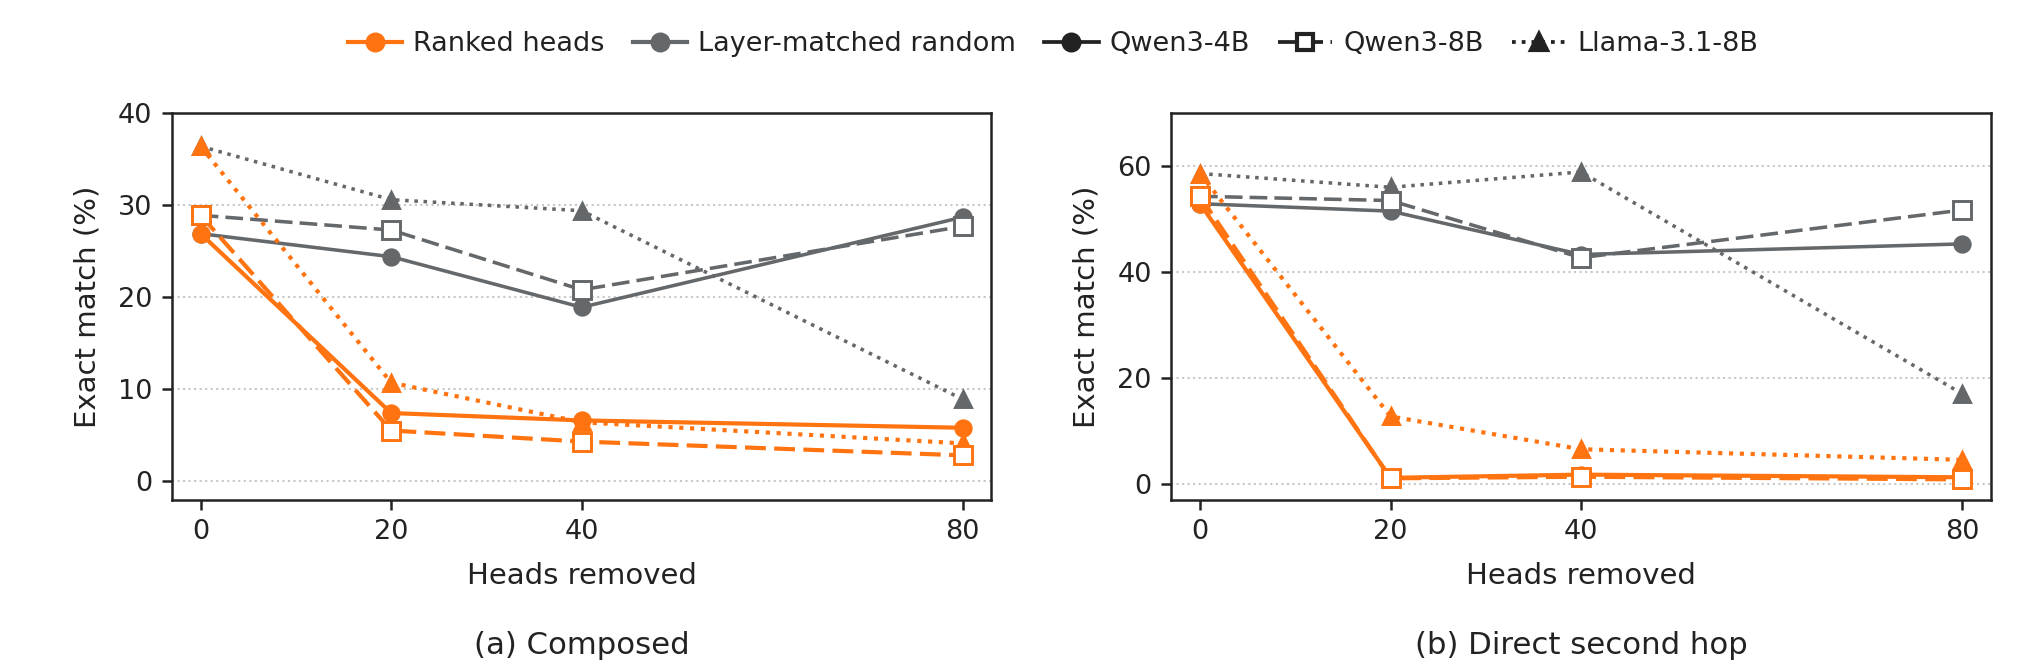 Ranked heads Layer-matched random Qwen3-4B Qwen3-8B Llama-3.1-8B
Exact match (%)
40
30
20
10
0
0 20 40 80
Heads removed
(a) Composed
Exact match (%)
60
40
20
0
0 20 40 80
Heads removed
(b) Direct second hop